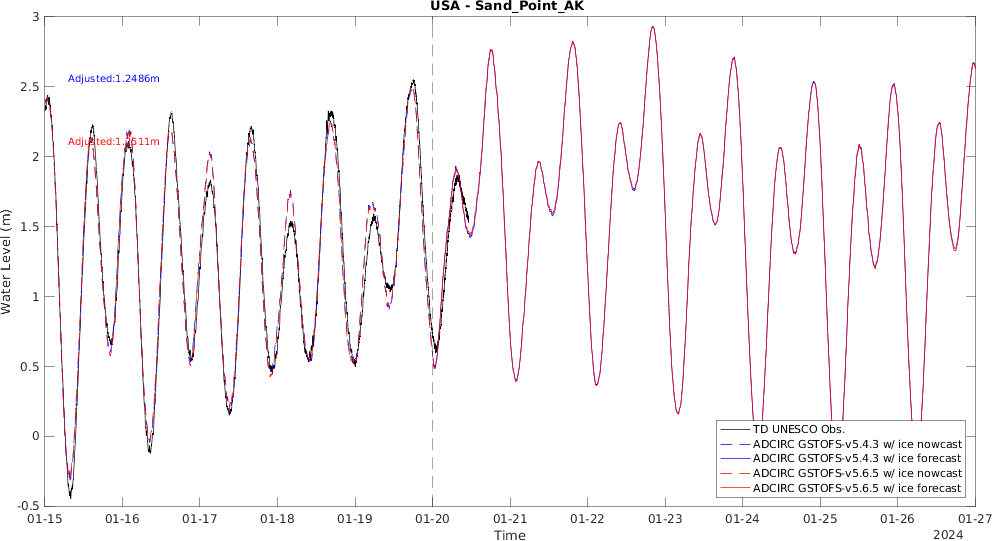 USA - Sand_Point_AK
3
2.5
2
1.5
1
0.5
0
-0.5
Water Level (m)
Adjusted:1.2486m
Adjusted:1.2511m
TD UNESCO Obs.
ADCIRC GSTOFS-v5.4.3 w/ ice nowcast
ADCIRC GSTOFS-v5.4.3 w/ ice forecast
ADCIRC GSTOFS-v5.6.5 w/ ice nowcast
ADCIRC GSTOFS-v5.6.5 w/ ice forecast
01-15 01-16 01-17 01-18 01-19 01-20 01-21 01-22 01-23 01-24 01-25 01-26 01-27
Time
2024